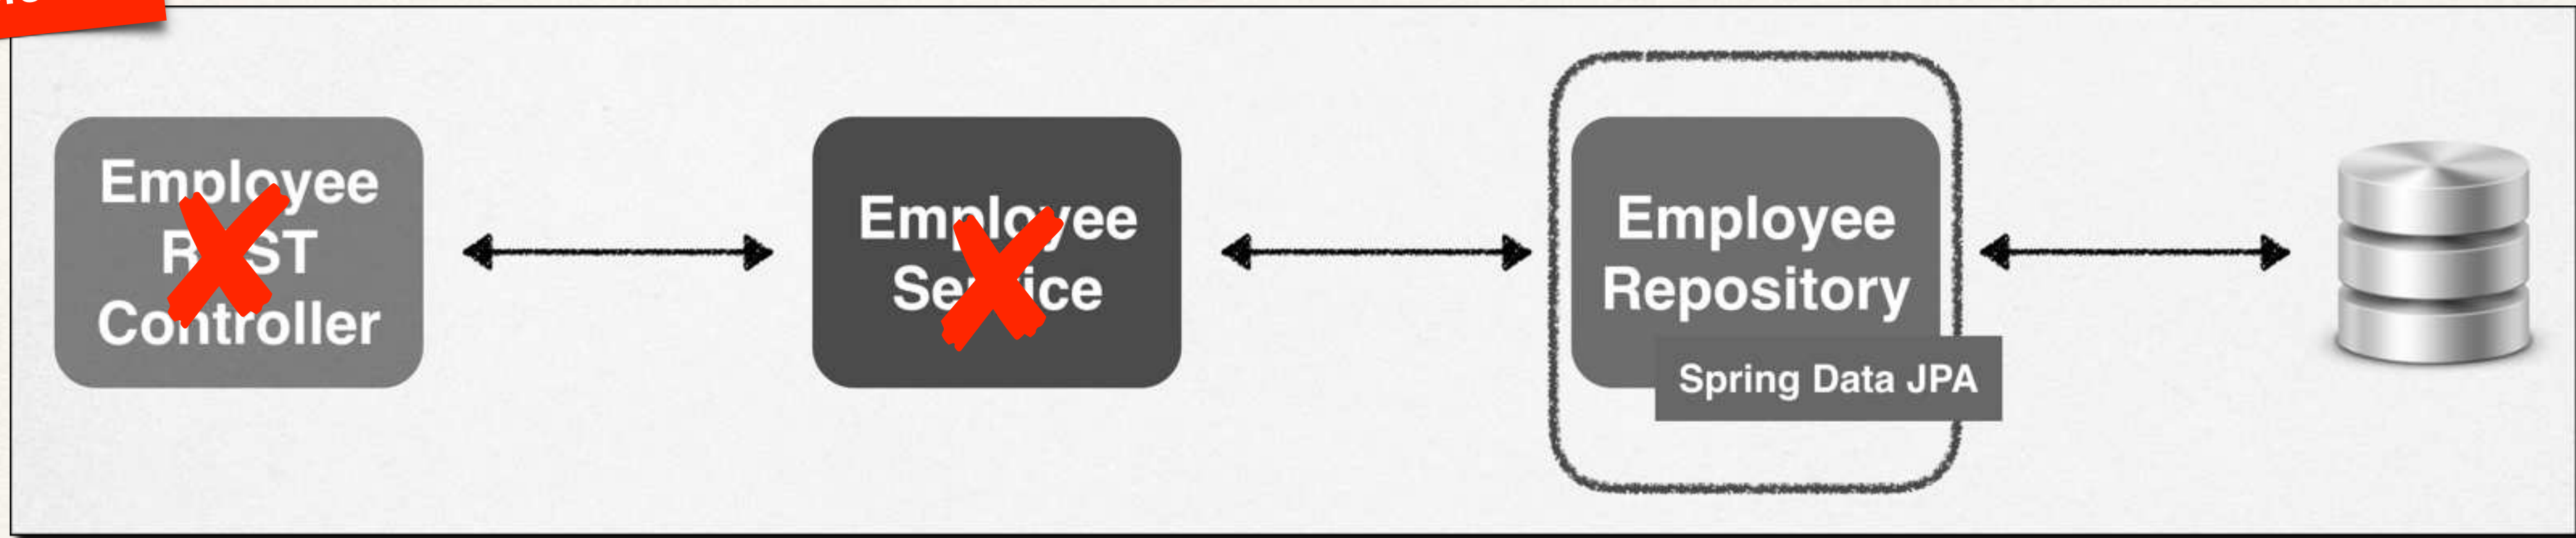 Employee
REST
Controller
Employee
Service
Employee
Repository
Spring Data JPA